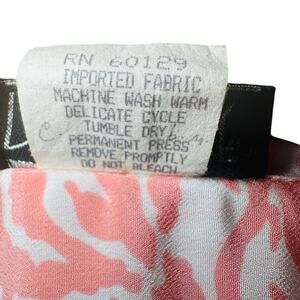 RN 60129
IMPORTED FABRIC
MACHINE WASH WARM
DELICATE CYCLE
TUMBLE DRY/
PERMANENT PRESS
REMOVE PROMPTLY
DO NOT BLEACH